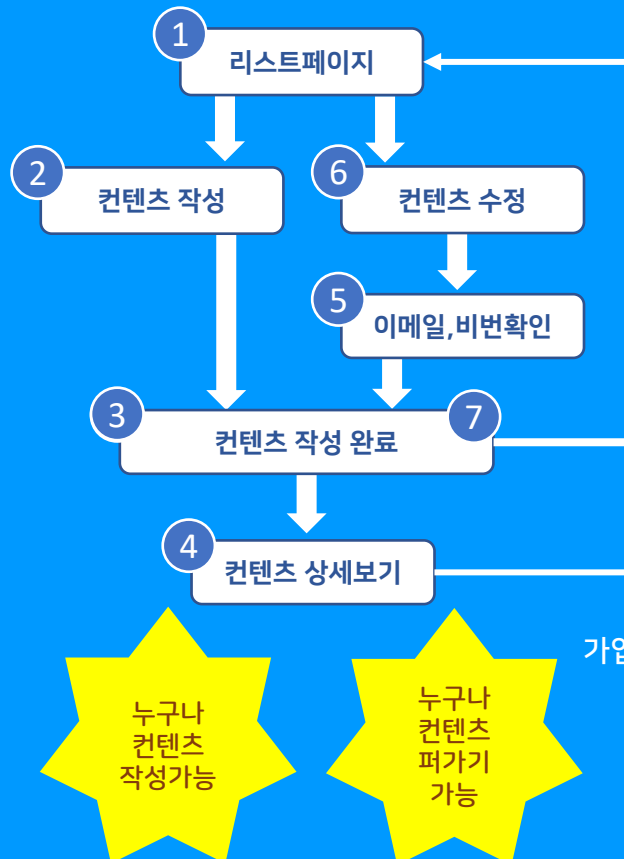 1
리스트페이지
2
컨텐츠 작성
6
컨텐츠 수정
5
이메일,비번확인
3
컨텐츠 작성 완료
7
4
컨텐츠 상세보기
누구나
컨텐츠
작성가능
누구나
컨텐츠
퍼가기
가능